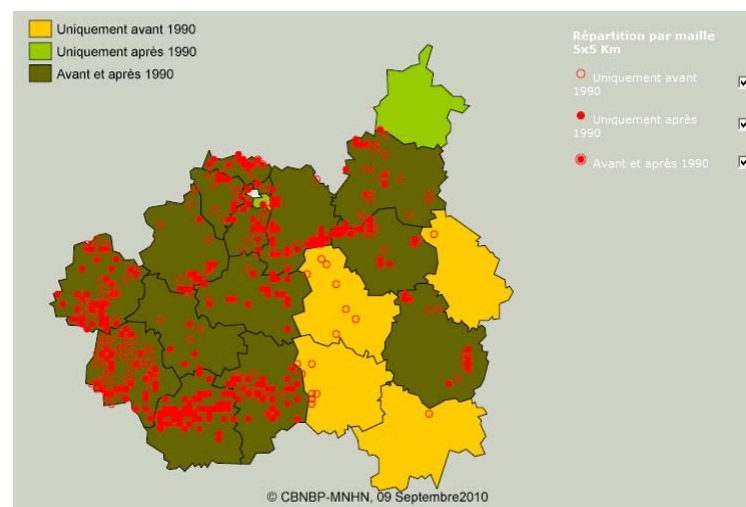 Uniquement avant 1990
Uniquement après 1990
Avant et après 1990
Répartition par maille
5x5 Km
Uniquement avant
1990
Uniquement après
1990
Avant et après 1990
© CBNBP-MNHN, 09 Septembre2010